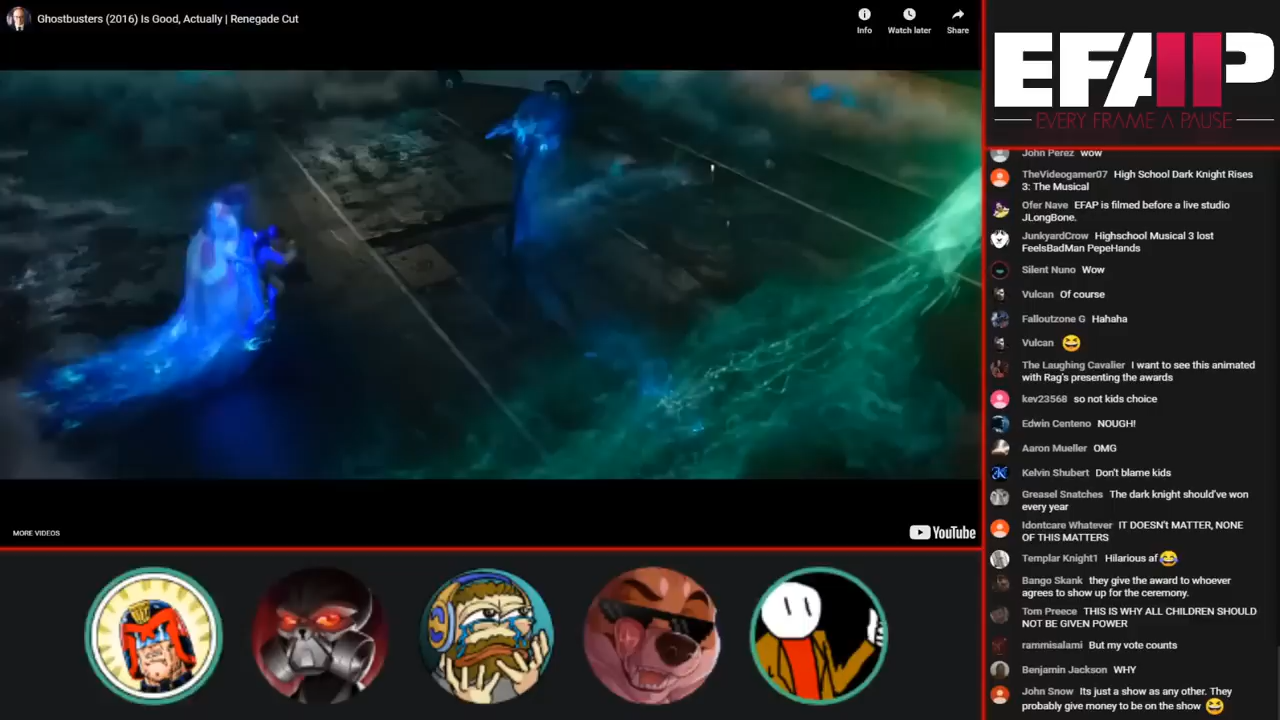 Ghostbusters (2016) Is Good, Actually | Renegade Cut
Info
Watch later
Share
MORE VIDEOS
YouTube
EFAP
EVERY FRAME A PAUSE
John Perez wow
TheVideogamer07 High School Dark Knight Rises
3: The Musical
Ofer Nave EFAP is filmed before a live studio
JLongBone.
JunkyardCrow Highschool Musical 3 lost
FeelsBadMan PepeHands
Silent Nuno Wow
Vulcan Of course
Falloutzone G Hahaha
Vulcan 😆
The Laughing Cavalier I want to see this animated
with Rag's presenting the awards
kev23568 so not kids choice
Edwin Centeno NOUGH!
Aaron Mueller OMG
Kelvin Shubert Don't blame kids
Greasel Snatches The dark knight should've won
every year
Idontcare Whatever IT DOESn't MATTER, NONE
OF THIS MATTERS
Templar Knight1 Hilarious af 😂
Bango Skank they give the award to whoever
agrees to show up for the ceremony.
Tom Preece THIS IS WHY ALL CHILDREN SHOULD
NOT BE GIVEN POWER
rammisalami But my vote counts
Benjamin Jackson WHY
John Snow Its just a show as any other. They
probably give money to be on the show 😆